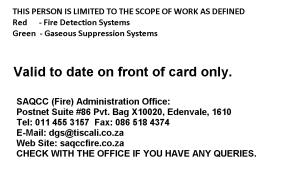 THIS PERSON IS LIMITED TO THE SCOPE OF WORK AS DEFINED
Red - Fire Detection Systems
Green - Gaseous Suppression Systems
Valid to date on front of card only.
SAQCC (Fire) Administration Office:
Postnet Suite #86 Pvt. Bag X10020, Edenvale, 1610
Tel: 011 455 3157 Fax: 086 518 4374
E-Mail: dgs@tiscali.co.za
Web Site: saqccfire.co.za
CHECK WITH THE OFFICE IF YOU HAVE ANY QUERIES.